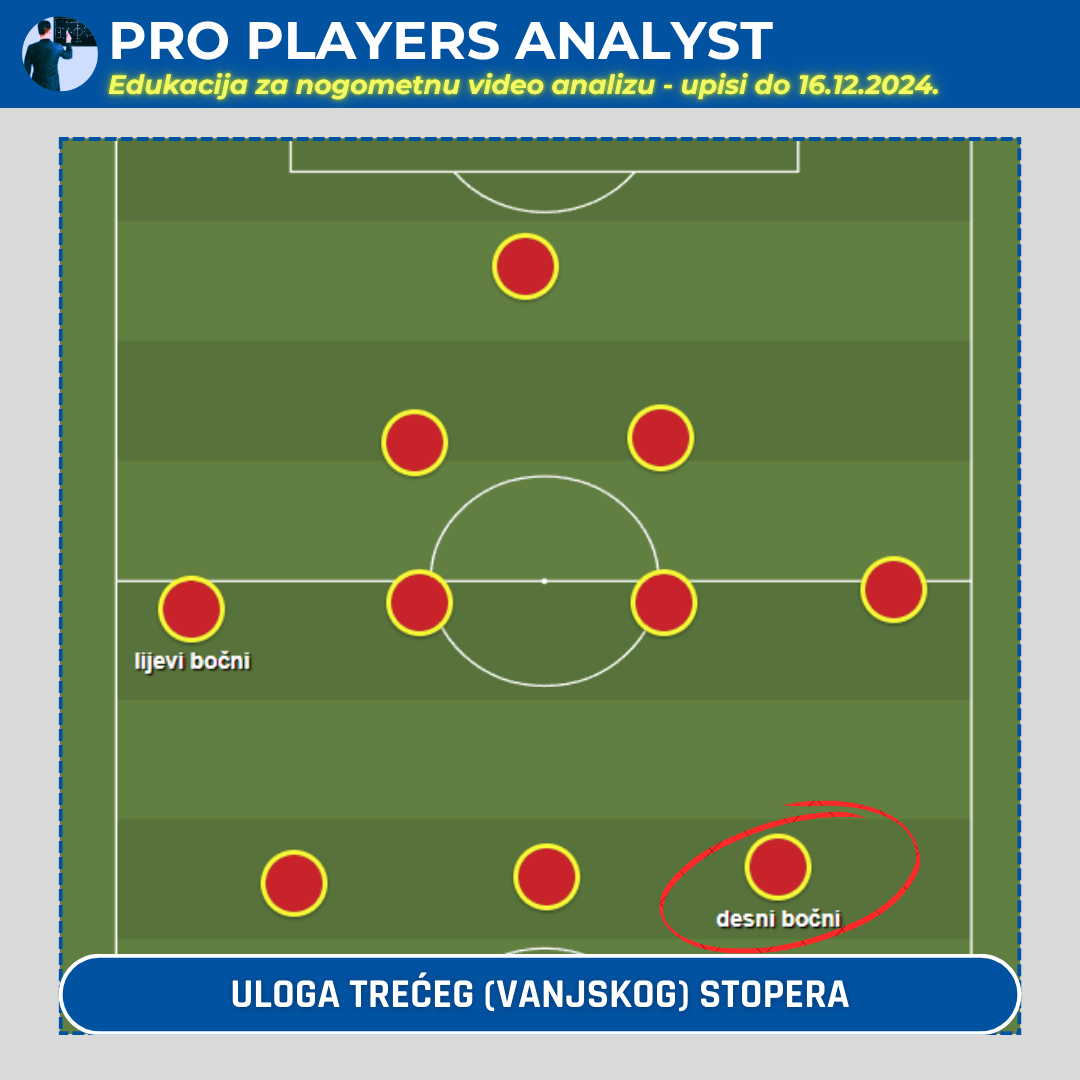 PRO PLAYERS ANALYST
Edukacija za nogometnu video analizu - upisi do 16.12.2024.
lijevi bočni
desni bočni
ULOGA TREĆEG (VANJSKOG) STOPERA